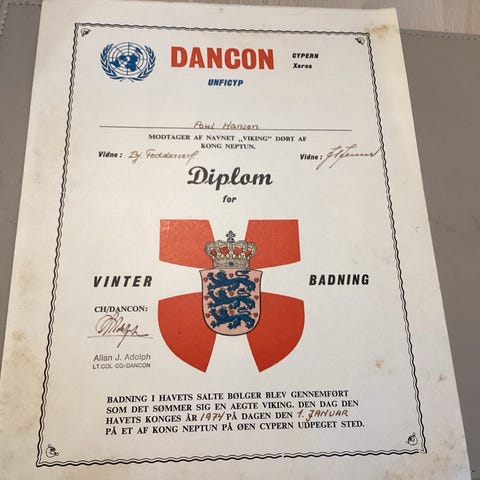 DANCON
CYPERN
Xeros
UNFICYP
Poul Hansen
MODTAGER AF NAVNET „VIKING" DØBT AF
KONG NEPTUN.
Vidne:
Vidne:
Diplom
for
VINTER BADNING
CH/DANCON:
Allan J. Adolph
LT.COL CO/DANCON
BADNING I HAVETS SALTE BØLGER BLEV GENNEMFØRT
SOM DET SØMMER SIG EN AEGTE VIKING. DEN DAG DEN
HAVETS KONGES ÅR 1974 PÅ DAGEN DEN 1. JANUAR
PÅ ET AF KONG NEPTUN PÅ ØEN CYPERN UDPEGET STED.